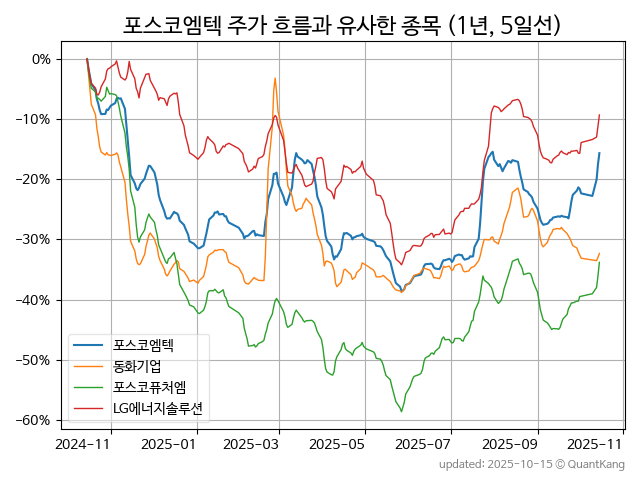 포스코엠텍 주가 흐름과 유사한 종목 (1년, 5일선)
0%
−10%
−20%
−30%
−40%
−50%
−60%
포스코엠텍
동화기업
포스코퓨처엠
LG에너지솔루션
2024-11 2025-01 2025-03 2025-05 2025-07 2025-09 2025-11
updated: 2025-10-15 © QuantKang